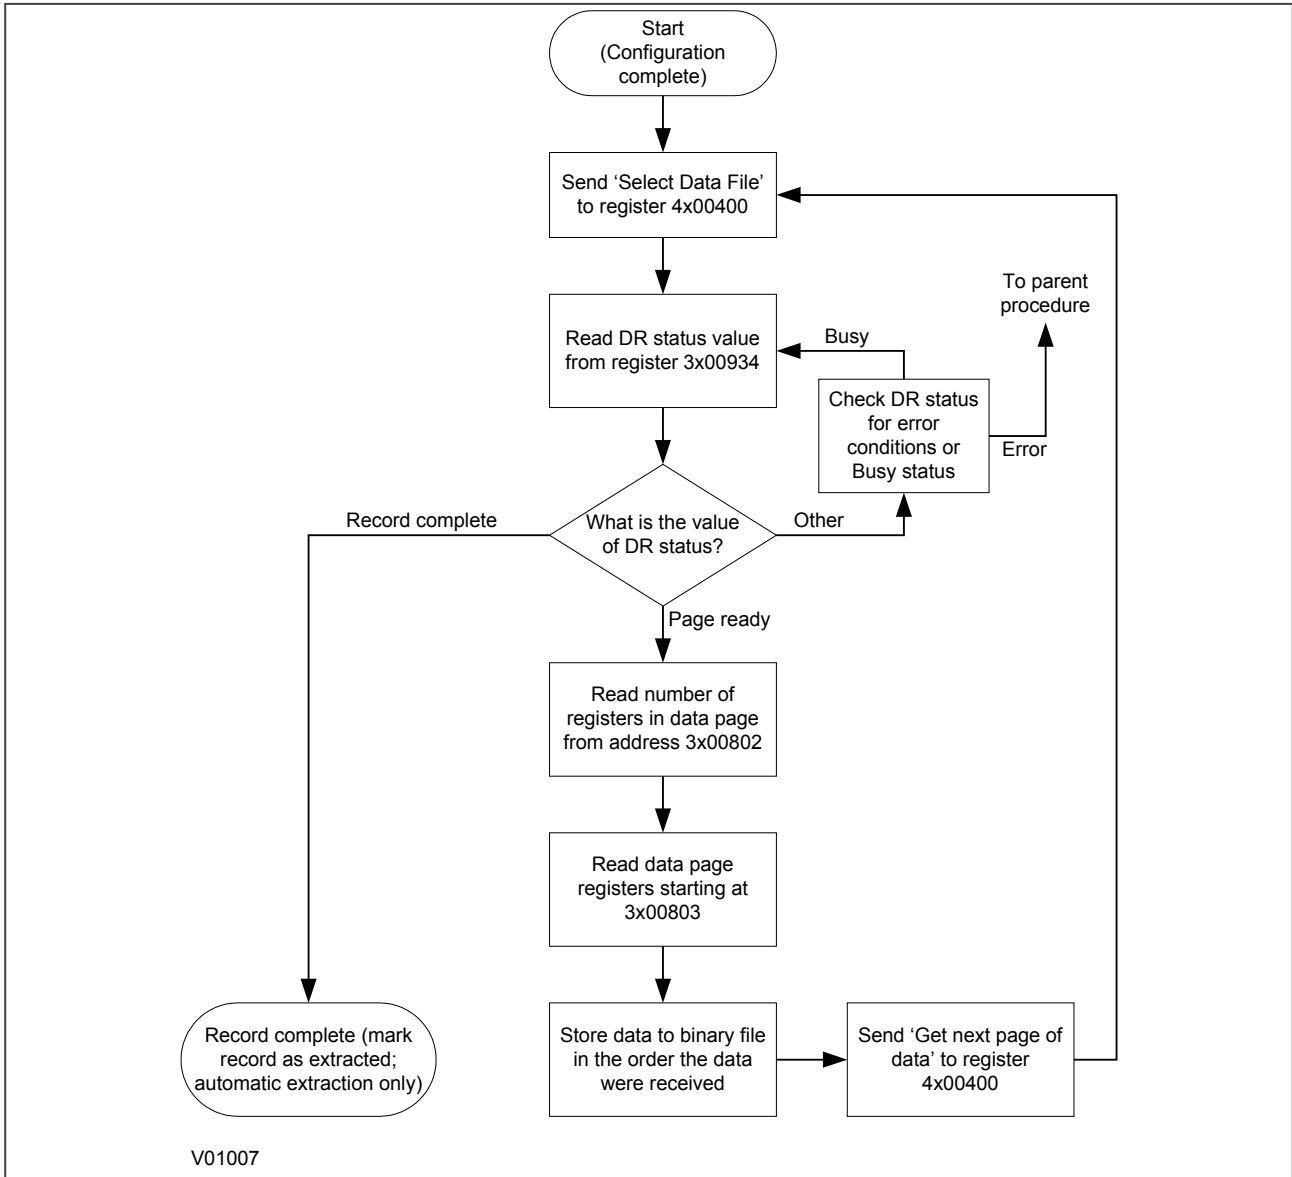 Start
(Configuration
complete)
Send ‘Select Data File’
to register 4x00400
To parent
procedure
Read DR status value
from register 3x00934
Busy
Check DR status
for error
conditions or
Busy status
Error
Record complete
What is the value
of DR status?
Other
Page ready
Read number of
registers in data page
from address 3x00802
Read data page
registers starting at
3x00803
Record complete (mark
record as extracted;
automatic extraction only)
Store data to binary file
in the order the data
were received
Send ‘Get next page of
data’ to register
4x00400
V01007